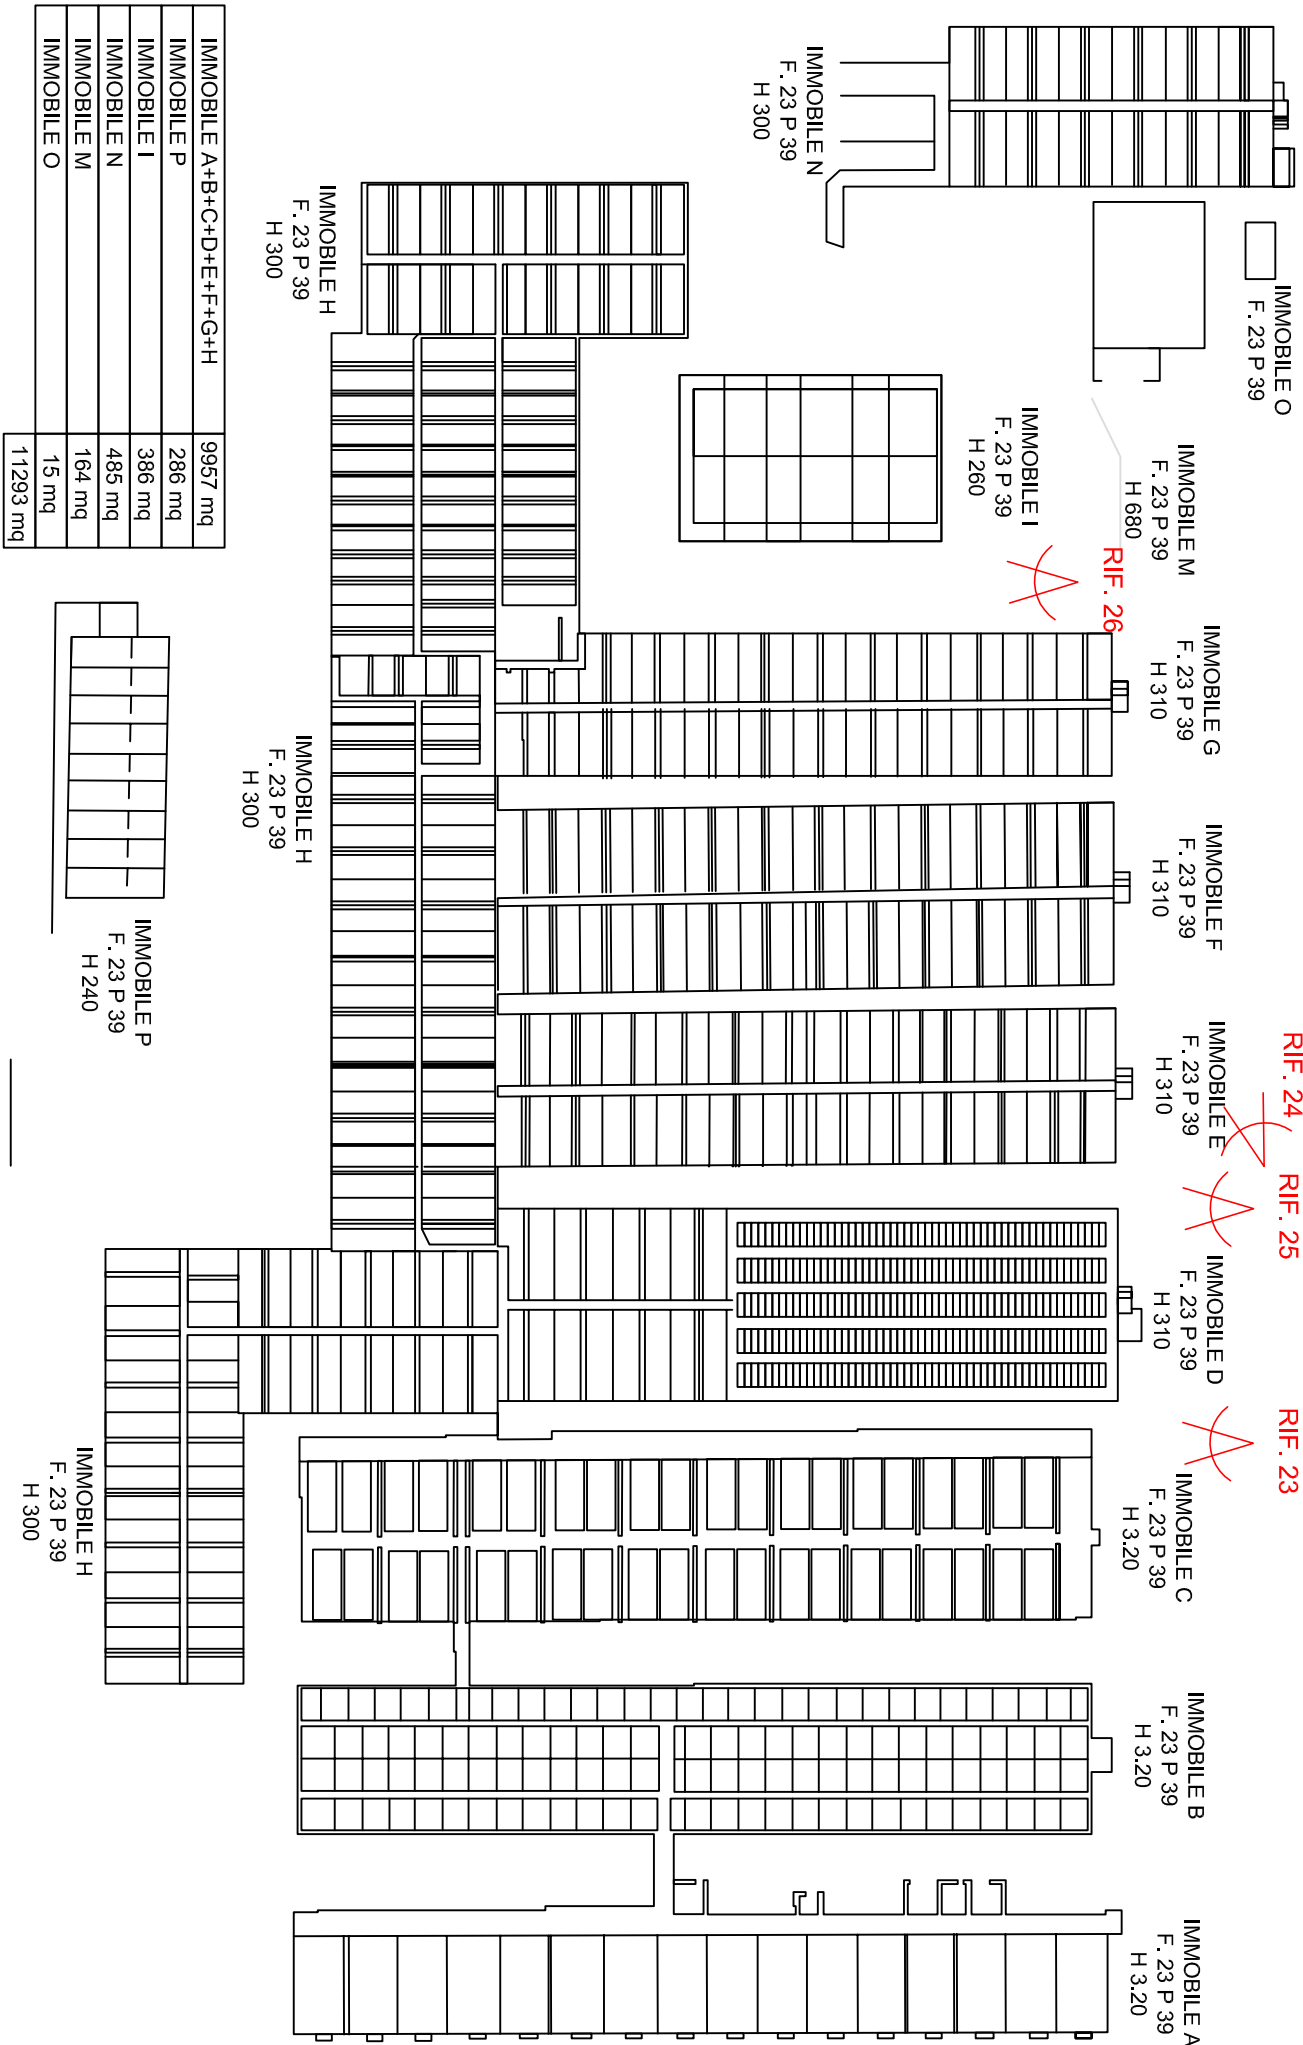 IMMOBILE A
F. 23 P 39
H 3.20
IMMOBILE B
F. 23 P 39
H 3.20
RIF. 23
IMMOBILE C
F. 23 P 39
H 3.20
RIF. 25
IMMOBILE D
F. 23 P 39
H 310
RIF. 24
IMMOBILE E
F. 23 P 39
H 310
IMMOBILE F
F. 23 P 39
H 310
IMMOBILE G
F. 23 P 39
H 310
RIF. 26
IMMOBILE M
F. 23 P 39
H 680
IMMOBILE O
F. 23 P 39
IMMOBILE I
F. 23 P 39
H 260
IMMOBILE N
F. 23 P 39
H 300
IMMOBILE H
F. 23 P 39
H 300
IMMOBILE H
F. 23 P 39
H 300
IMMOBILE H
F. 23 P 39
H 300
IMMOBILE P
F. 23 P 39
H 240
IMMOBILE A+B+C+D+E+F+G+H 9957 mq
IMMOBILE P 286 mq
IMMOBILE I 386 mq
IMMOBILE N 485 mq
IMMOBILE M 164 mq
IMMOBILE O 15 mq
11293 mq